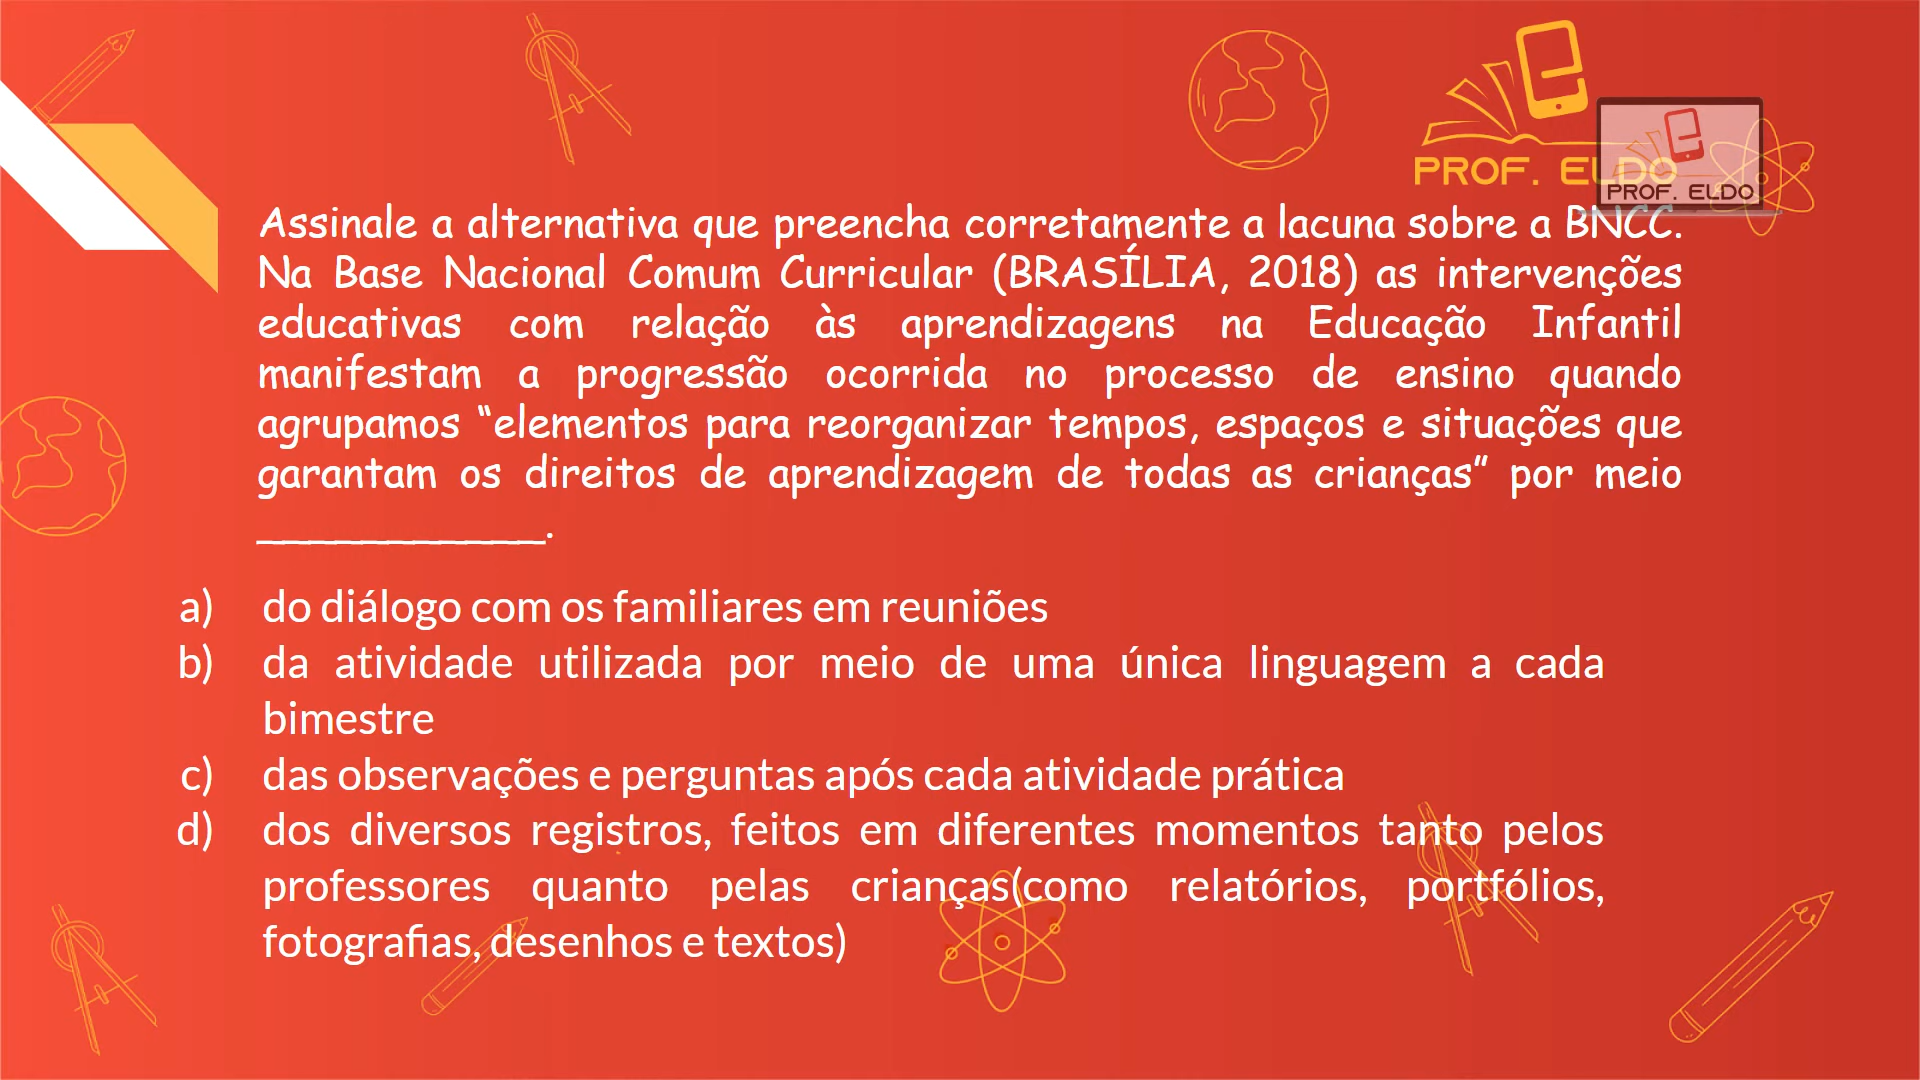 PROF. ELDO
PROF. ELDO
Assinale a alternativa que preencha corretamente a lacuna sobre a BNCC.
Na Base Nacional Comum Curricular (BRASÍLIA, 2018) as intervenções
educativas com relação às aprendizagens na Educação Infantil
manifestam a progressão ocorrida no processo de ensino quando
agrupamos “elementos para reorganizar tempos, espaços e situações que
garantam os direitos de aprendizagem de todas as crianças” por meio
___________.
a) do diálogo com os familiares em reuniões
b) da atividade utilizada por meio de uma única linguagem a cada
bimestre
c) das observações e perguntas após cada atividade prática
d) dos diversos registros, feitos em diferentes momentos tanto pelos
professores quanto pelas crianças(como relatórios, portfólios,
fotografias, desenhos e textos)